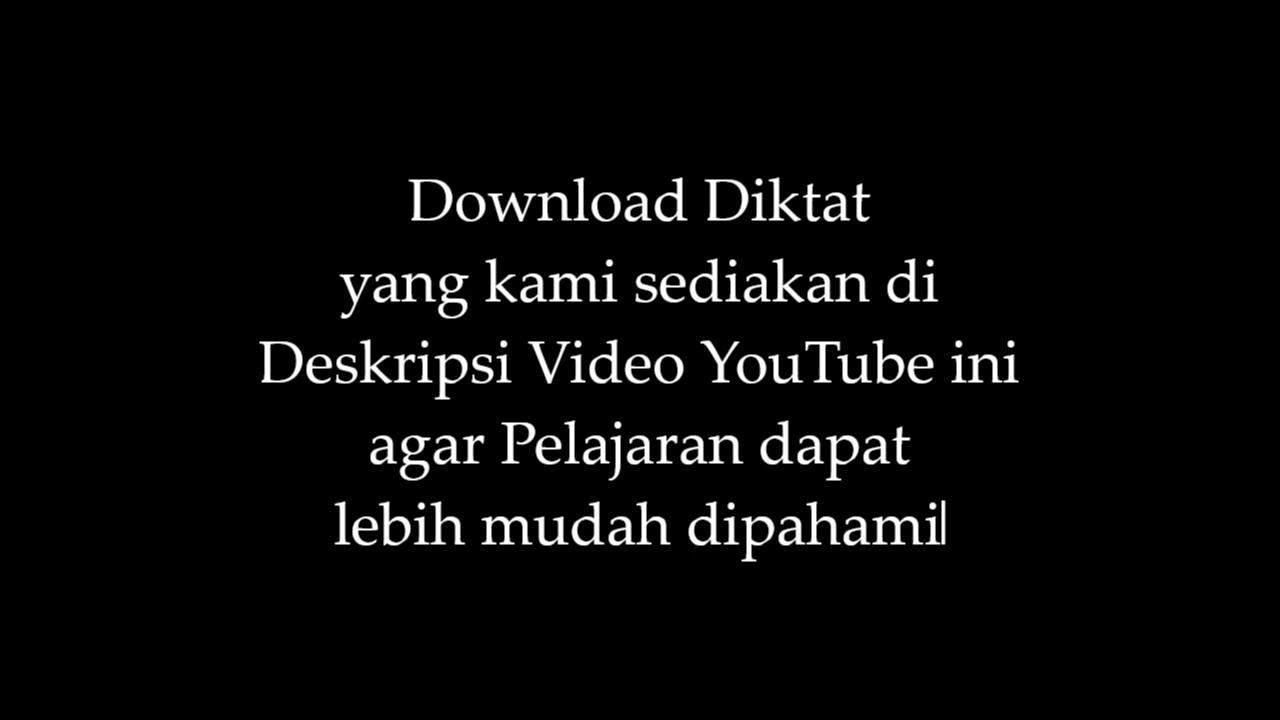 Download Diktat
yang kami sediakan di
Deskripsi Video YouTube ini
agar Pelajaran dapat
lebih mudah dipahami